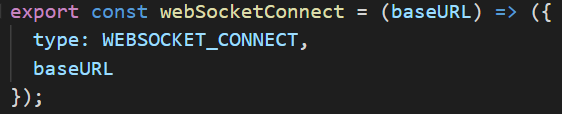 export const webSocketConnect = (baseURL) => ({
  type: WEBSOCKET_CONNECT,
  baseURL
});